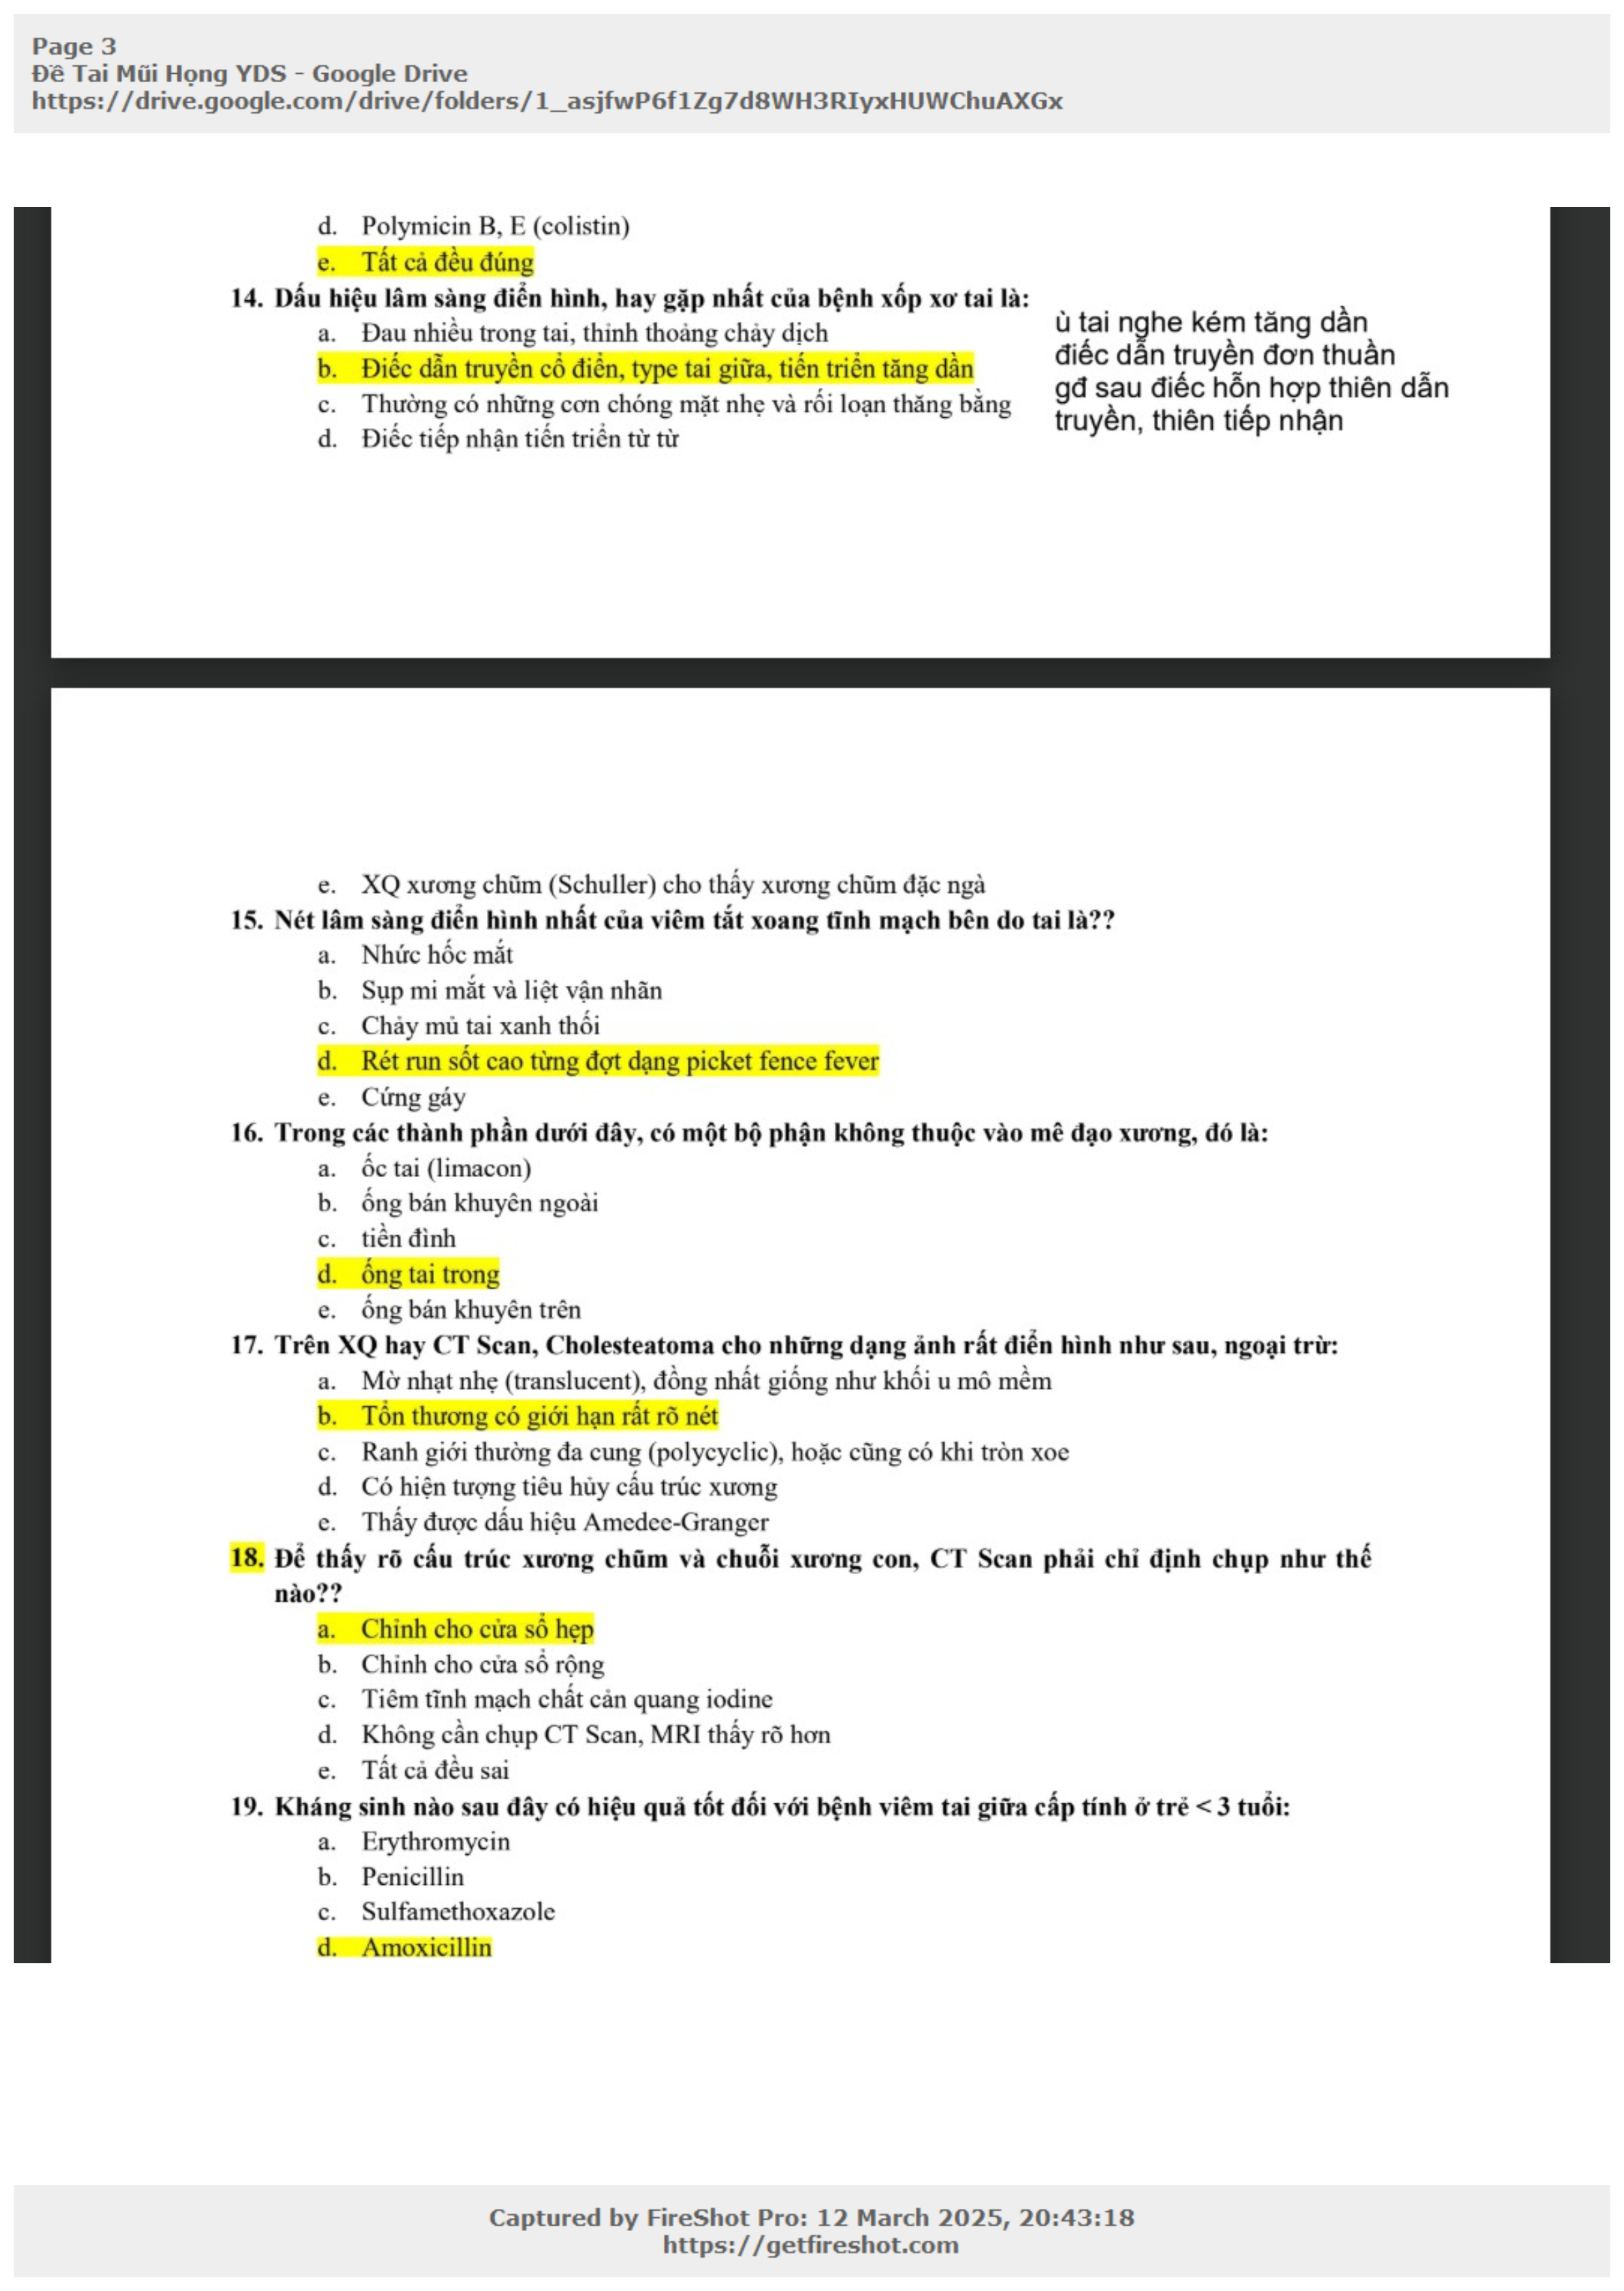 Page 3
Đề Tai Mũi Họng YDS - Google Drive
https://drive.google.com/drive/folders/1_asjfwP6f1Zg7d8WH3RIyxHUWChuAXGx
d. Polymicin B, E (colistin)
e. Tất cả đều đúng
14. Dấu hiệu lâm sàng điển hình, hay gặp nhất của bệnh xốp xơ tai là:
a. Đau nhiều trong tai, thỉnh thoảng chảy dịch
b. Điếc dẫn truyền cổ điển, type tai giữa, tiến triển tăng dần
c. Thường có những cơn chóng mặt nhẹ và rối loạn thăng bằng
d. Điếc tiếp nhận tiến triển từ từ
ù tai nghe kém tăng dần
điếc dẫn truyền đơn thuần
gđ sau điếc hỗn hợp thiên dẫn
truyền, thiên tiếp nhận
e. XQ xương chũm (Schuller) cho thấy xương chũm đặc ngà
15. Nét lâm sàng điển hình nhất của viêm tắt xoang tĩnh mạch bên do tai là??
a. Nhức hốc mắt
b. Sụp mi mắt và liệt vận nhãn
c. Chảy mủ tai xanh thối
d. Rét run sốt cao từng đợt dạng picket fence fever
e. Cứng gáy
16. Trong các thành phần dưới đây, có một bộ phận không thuộc vào mê đạo xương, đó là:
a. ốc tai (limacon)
b. ống bán khuyên ngoài
c. tiền đình
d. ống tai trong
e. ống bán khuyên trên
17. Trên XQ hay CT Scan, Cholesteatoma cho những dạng ảnh rất điển hình như sau, ngoại trừ:
a. Mờ nhạt nhẹ (translucent), đồng nhất giống như khối u mô mềm
b. Tổn thương có giới hạn rất rõ nét
c. Ranh giới thường đa cung (polycyclic), hoặc cũng có khi tròn xoe
d. Có hiện tượng tiêu hủy cấu trúc xương
e. Thấy được dấu hiệu Amedee-Granger
18. Để thấy rõ cấu trúc xương chũm và chuỗi xương con, CT Scan phải chỉ định chụp như thế
nào??
a. Chỉnh cho cửa sổ hẹp
b. Chỉnh cho cửa sổ rộng
c. Tiêm tĩnh mạch chất cản quang iodine
d. Không cần chụp CT Scan, MRI thấy rõ hơn
e. Tất cả đều sai
19. Kháng sinh nào sau đây có hiệu quả tốt đối với bệnh viêm tai giữa cấp tính ở trẻ < 3 tuổi:
a. Erythromycin
b. Penicillin
c. Sulfamethoxazole
d. Amoxicillin
Captured by FireShot Pro: 12 March 2025, 20:43:18
https://getfireshot.com